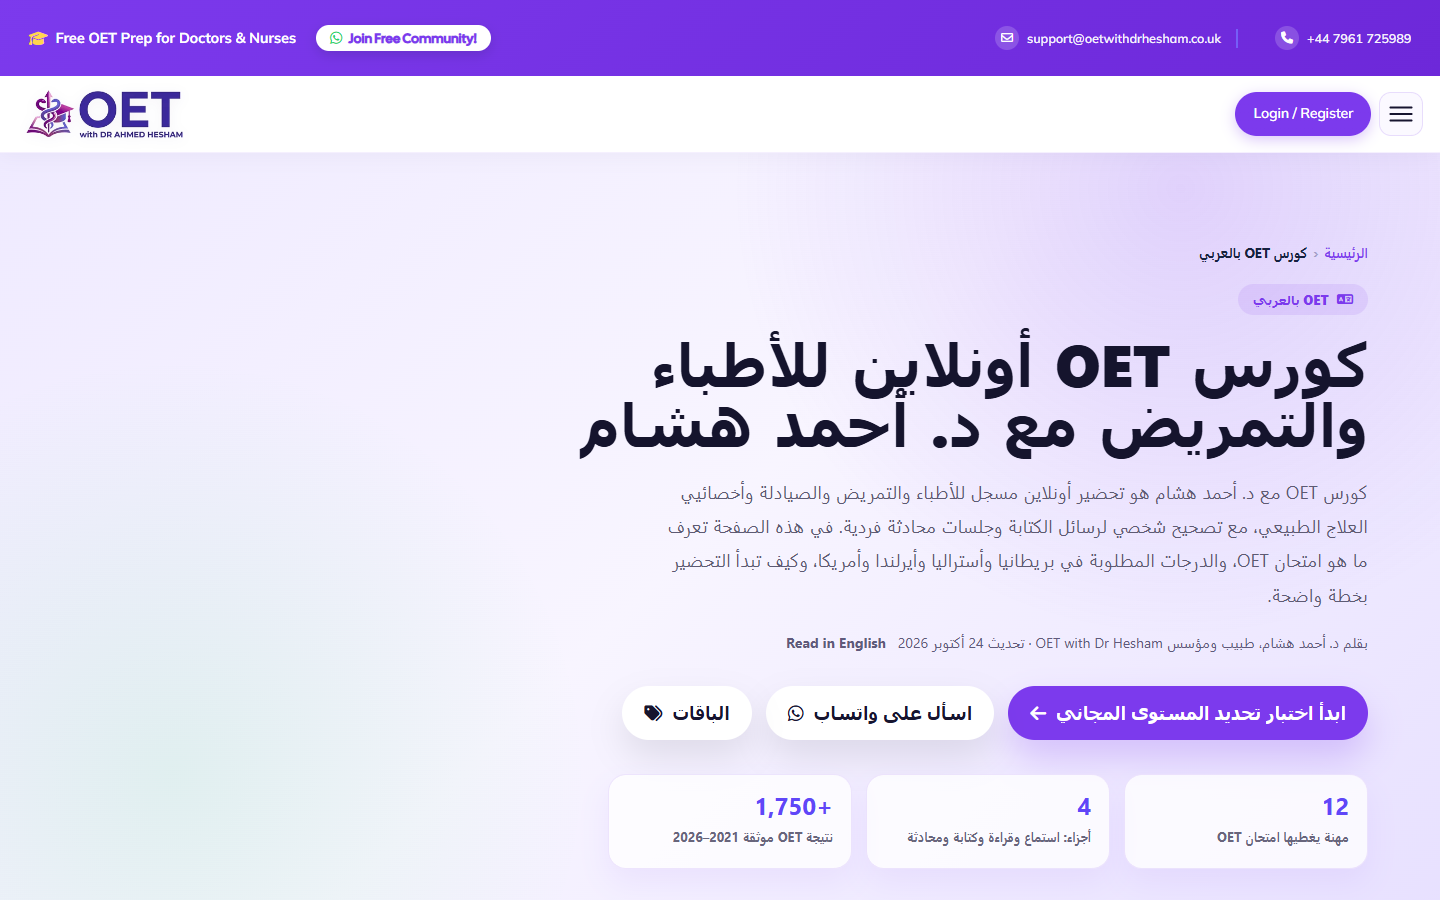 Free OET Prep for Doctors & Nurses
Join Free Community!
support@oetwithdrhesham.co.uk
+44 7961 725989
OET
with DR AHMED HESHAM
Login / Register
الرئيسية › كورس OET بالعربي
OET بالعربي
كورس OET أونلاين للأطباء
والتمريض مع د. أحمد هشام
كورس OET مع د. أحمد هشام هو تحضير أونلاين مسجل للأطباء والتمريض والصيادلة وأخصائيي
العلاج الطبيعي، مع تصحيح شخصي لرسائل الكتابة وجلسات محادثة فردية. في هذه الصفحة تعرف
ما هو امتحان OET، والدرجات المطلوبة في بريطانيا وأستراليا وأيرلندا وأمريكا، وكيف تبدأ التحضير
بخطة واضحة.
بقلم د. أحمد هشام، طبيب ومؤسس OET with Dr Hesham · تحديث 24 أكتوبر 2026 Read in English
ابدأ اختبار تحديد المستوى المجاني
اسأل على واتساب
الباقات
12
مهنة يغطيها امتحان OET
4
أجزاء: استماع وقراءة وكتابة ومحادثة
1,750+
نتيجة OET موثقة 2021–2026